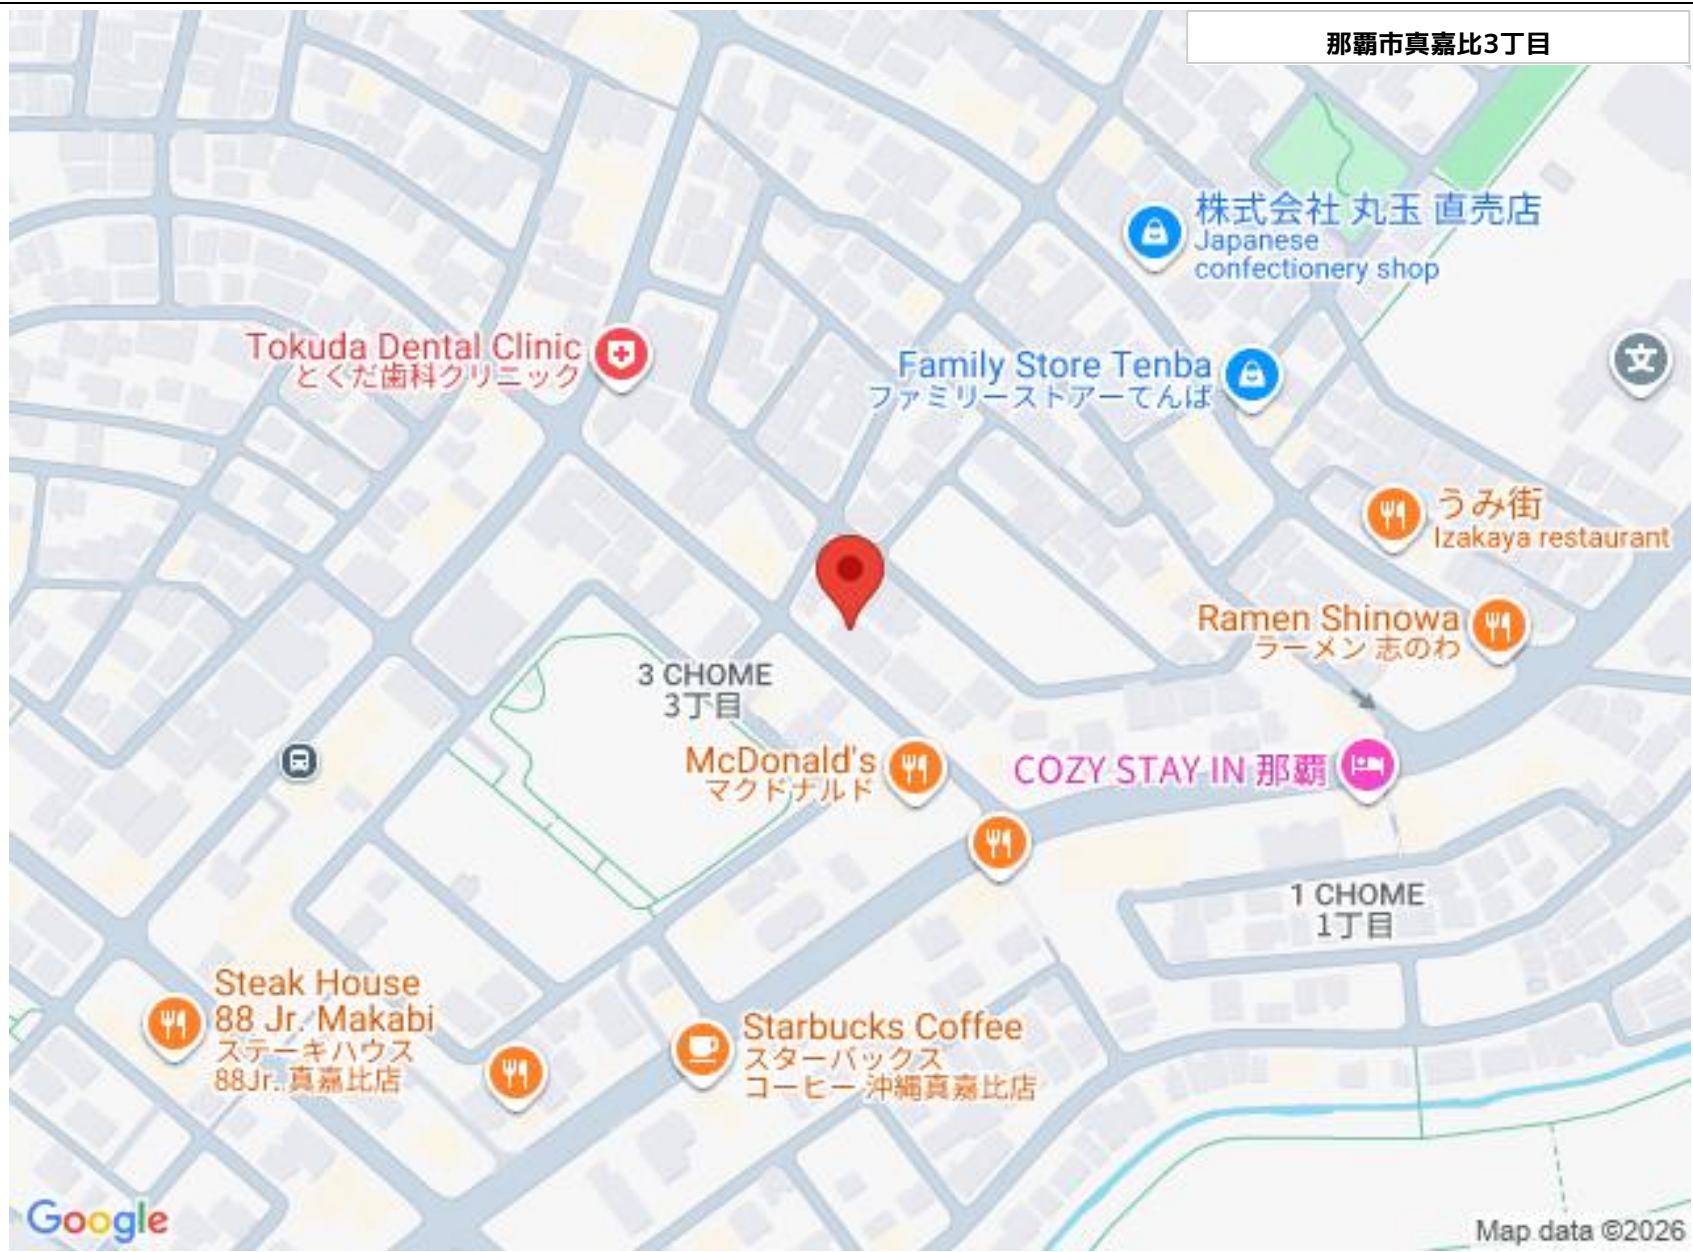 那覇市真嘉比3丁目
株式会社 丸玉 直売店
Japanese
confectionery shop
Tokuda Dental Clinic
とくだ歯科クリニック
Family Store Tenba
ファミリーストアーてんば
文
うみ街
Izakaya restaurant
Ramen Shinowa
ラーメン 志のわ
3 CHOME
3丁目
McDonald's
マクドナルド
COZY STAY IN 那覇
1 CHOME
1丁目
Steak House
88 Jr. Makabi
ステーキハウス
88Jr. 真嘉比店
Starbucks Coffee
スターバックス
コーヒー 沖縄真嘉比店
Google
Map data ©2026